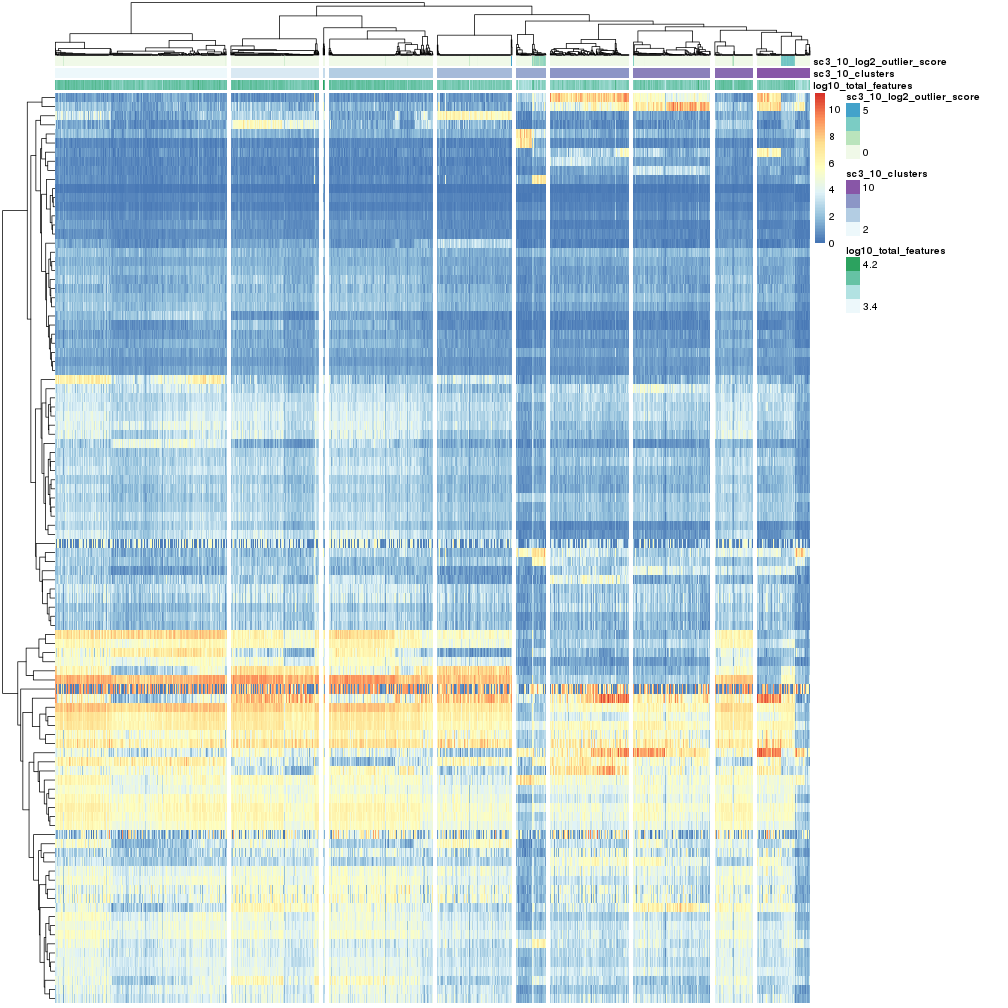 sc3_10_log2_outlier_score
sc3_10_clusters
log10_total_features
10
8
6
4
2
0
sc3_10_log2_outlier_score
5
0
sc3_10_clusters
10
2
log10_total_features
4.2
3.4